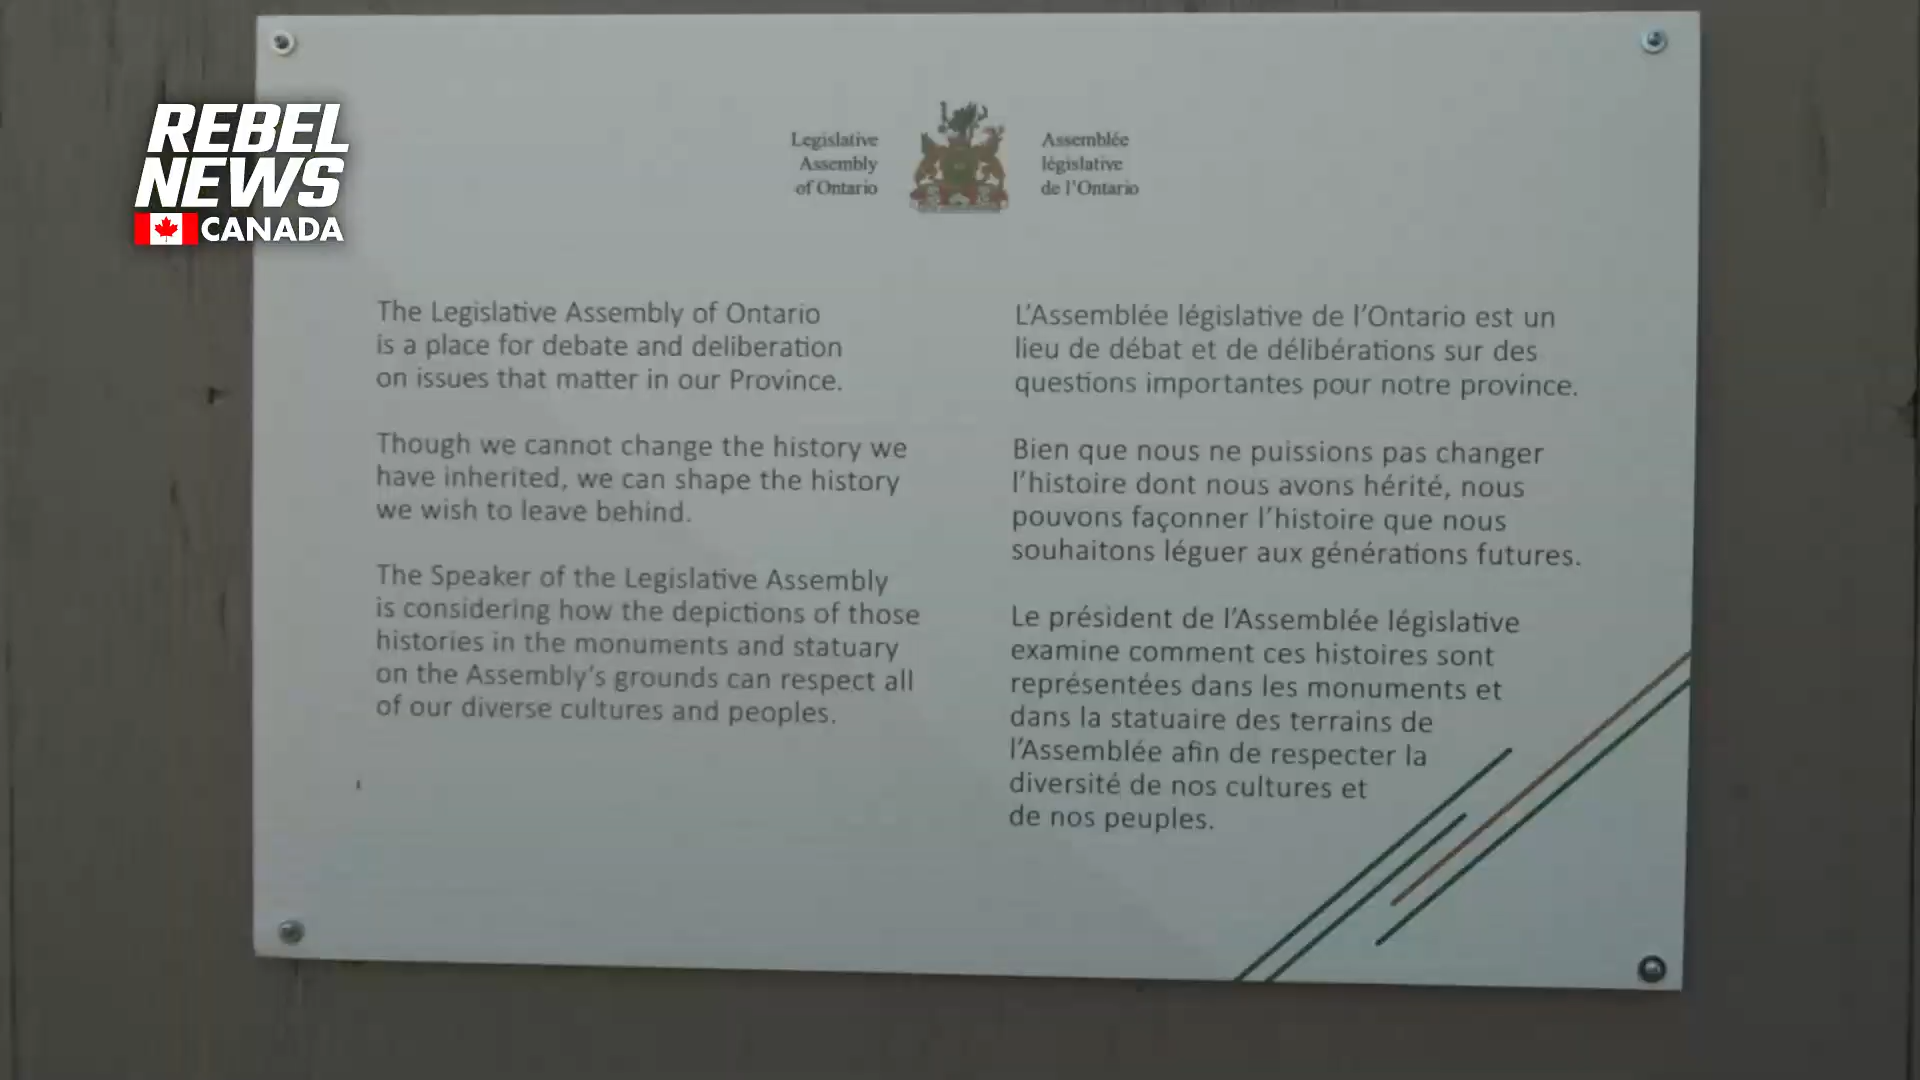 REBEL
NEWS
CANADA
Legislative
Assembly
of Ontario
Assemblée
législative
de l'Ontario
The Legislative Assembly of Ontario
is a place for debate and deliberation
on issues that matter in our Province.
Though we cannot change the history we
have inherited, we can shape the history
we wish to leave behind.
The Speaker of the Legislative Assembly
is considering how the depictions of those
histories in the monuments and statuary
on the Assembly's grounds can respect all
of our diverse cultures and peoples.
L'Assemblée législative de l'Ontario est un
lieu de débat et de délibérations sur des
questions importantes pour notre province.
Bien que nous ne puissions pas changer
l'histoire dont nous avons hérité, nous
pouvons façonner l'histoire que nous
souhaitons léguer aux générations futures.
Le président de l'Assemblée législative
examine comment ces histoires sont
représentées dans les monuments et
dans la statuaire des terrains de
l'Assemblée afin de respecter la
diversité de nos cultures et
de nos peuples.